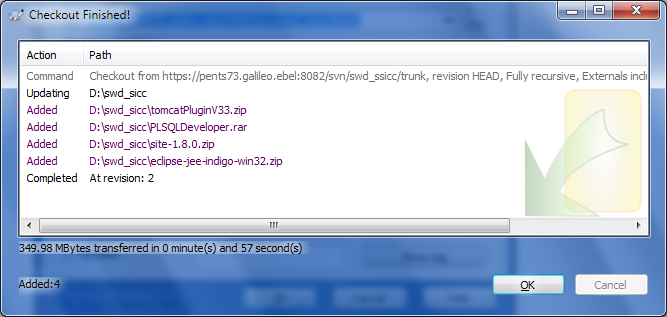 Checkout Finished!
Action Path
Command Checkout from https://pents73.galileo.ebel:8082/svn/swd_ssicc/trunk, revision HEAD, Fully recursive, Externals inclu
Updating D:\swd_sicc
Added D:\swd_sicc\tomcatPluginV33.zip
Added D:\swd_sicc\PLSQLDeveloper.rar
Added D:\swd_sicc\site-1.8.0.zip
Added D:\swd_sicc\eclipse-jee-indigo-win32.zip
Completed At revision: 2
349.98 MBytes transferred in 0 minute(s) and 57 second(s)
Added:4
OK Cancel